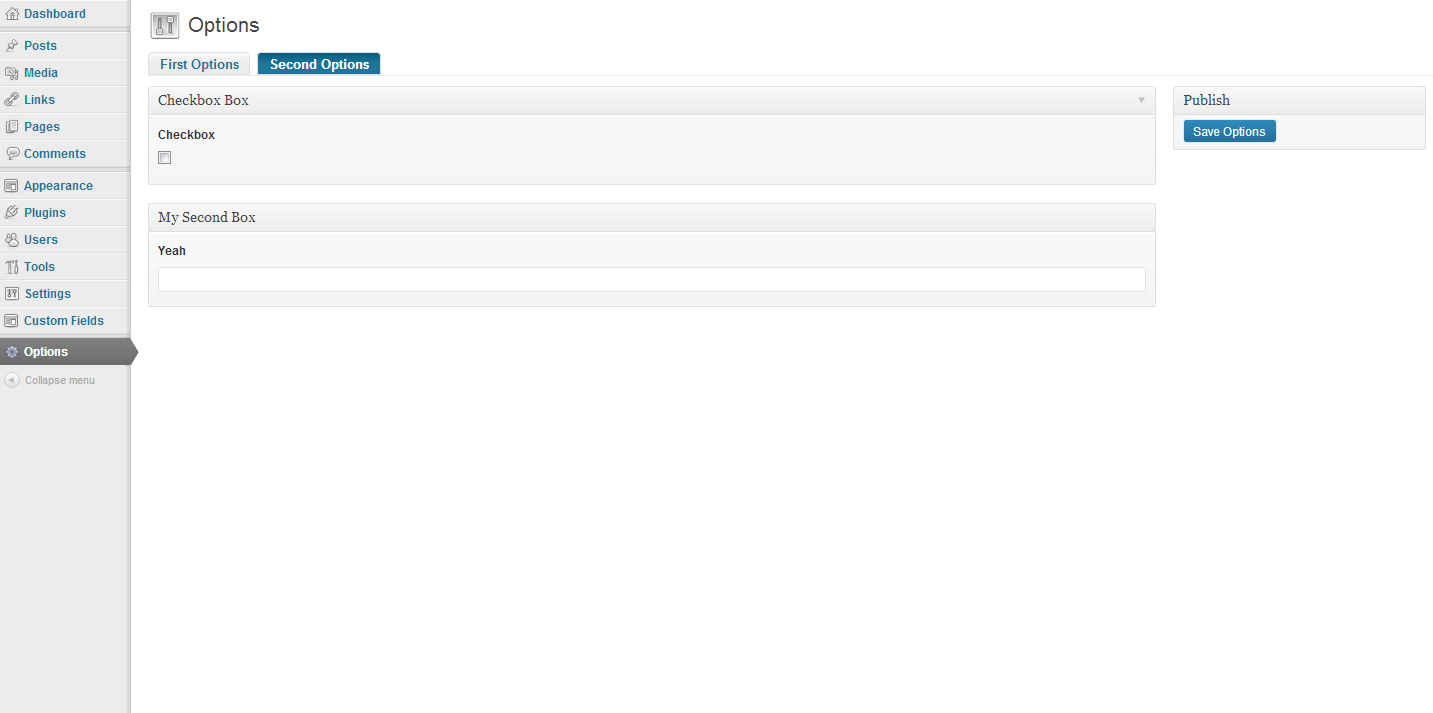 Dashboard
Posts
Media
Links
Pages
Comments
Appearance
Plugins
Users
Tools
Settings
Custom Fields
Options
Collapse menu
Options
First Options
Second Options
Checkbox Box
Checkbox
My Second Box
Yeah
Publish
Save Options